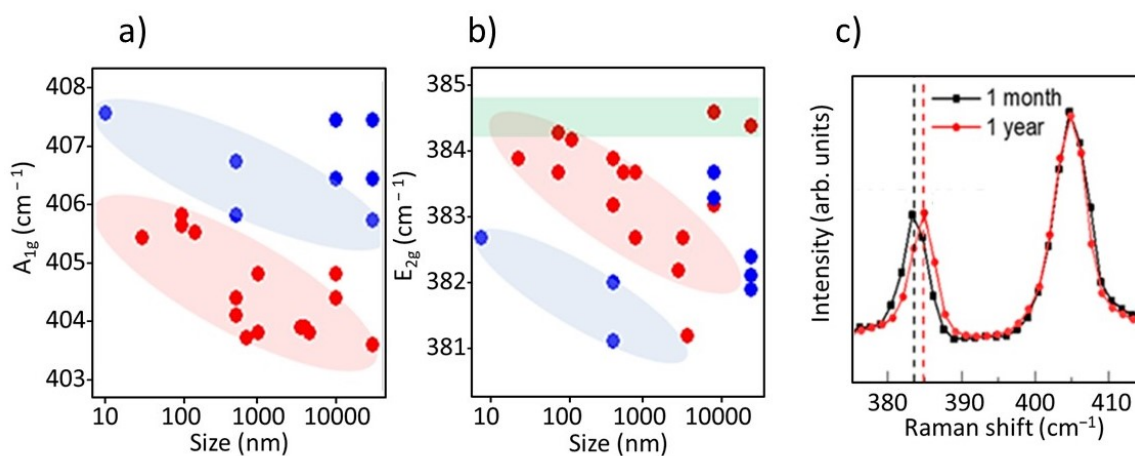 a)
b)
c)
A1g (cm − 1)
408
407
406
405
404
403
10
100
1000
10000
Size (nm)
E2g (cm − 1)
385
384
383
382
381
10
100
1000
10000
Size (nm)
Intensity (arb. units)
1 month
1 year
380
390
400
410
Raman shift (cm−1)